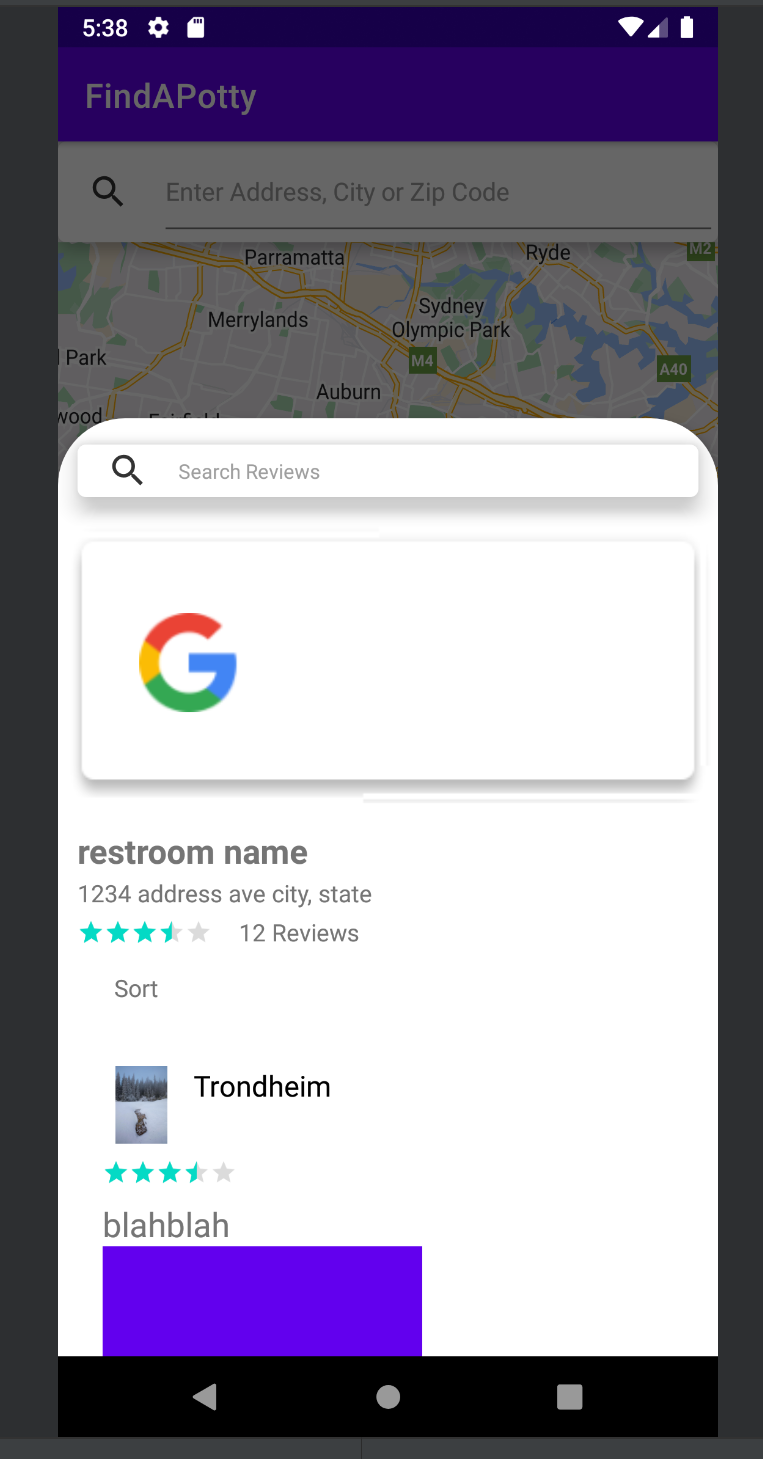 5:38
FindAPotty
Enter Address, City or Zip Code
M2
Parramatta
Ryde
Merrylands
Sydney
Olympic Park
Park
M4
A40
Auburn
wood
Search Reviews
restroom name
1234 address ave city, state
12 Reviews
Sort
Trondheim
blahblah